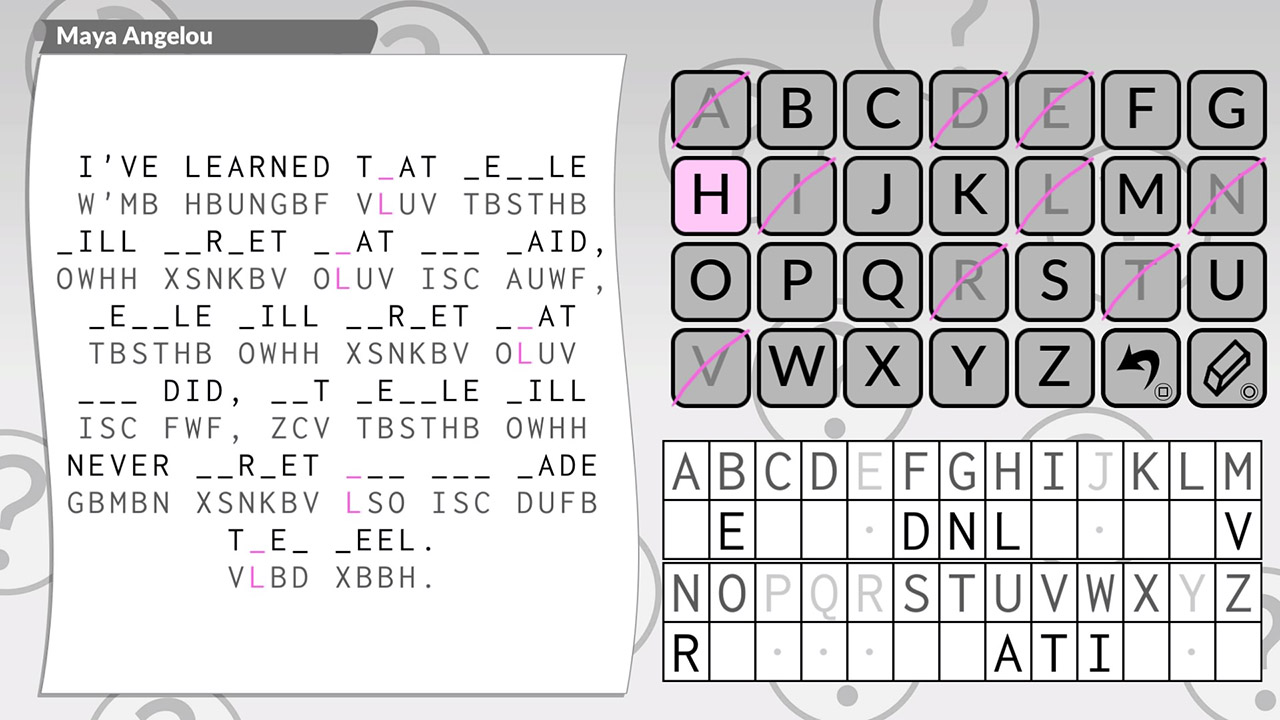 Maya Angelou
I'VE LEARNED T_AT _E__LE
W'MB HBUNGBF VLUV TBSTHB
_ILL __R_ET __AT ___ _AID,
OWHH XSNKBV OLUV ISC AUWF,
_E__LE _ILL __R_ET __AT
TBSTHB OWHH XSNKBV OLUV
___ DID, __T _E__LE _ILL
ISC FWF, ZCV TBSTHB OWHH
NEVER __R_ET ___ ___ _ADE
GBMBN XSNKBV LSO ISC DUFB
T_E_ _EEL.
VLBD XBBH.
A B C D E F G
H I J K L M N
O P Q R S T U
V W X Y Z
A B C D E F G H I J K L M
E D N L V
N O P Q R S T U V W X Y Z
R A T I